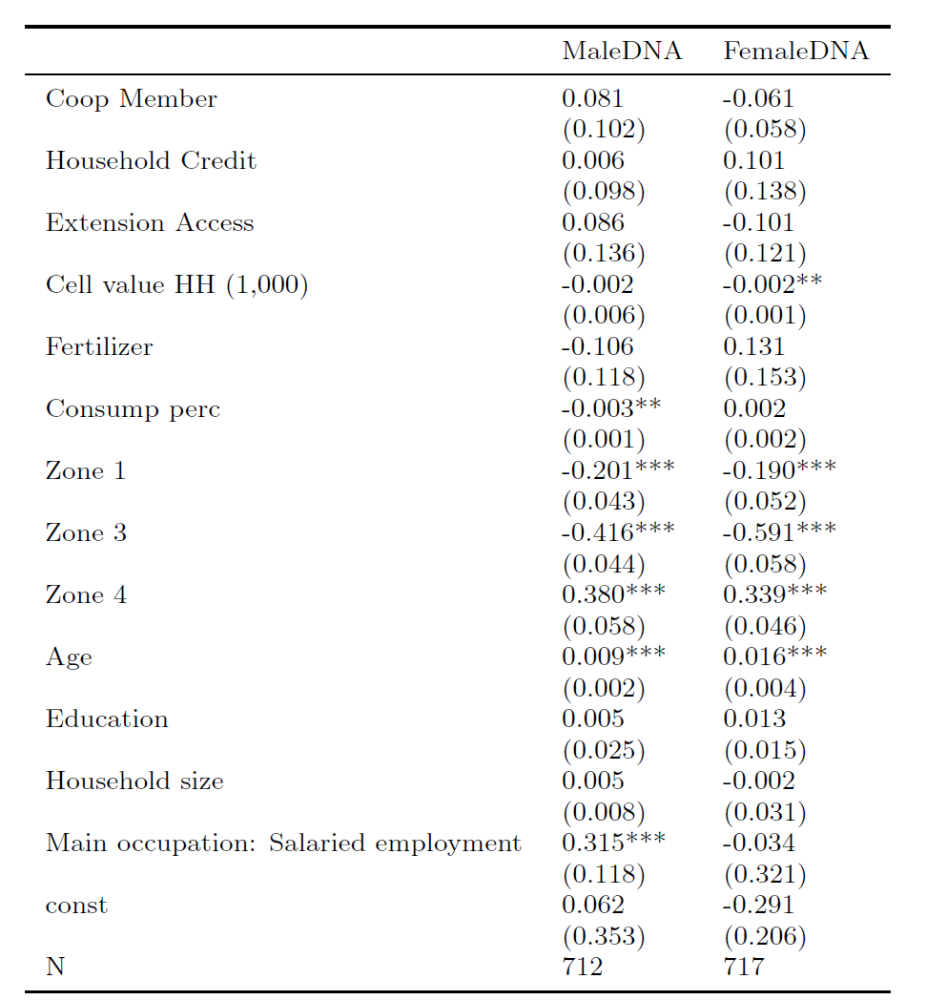 MaleDNA FemaleDNA
Coop Member 0.081 -0.061
(0.102) (0.058)
Household Credit 0.006 0.101
(0.098) (0.138)
Extension Access 0.086 -0.101
(0.136) (0.121)
Cell value HH (1,000) -0.002 -0.002**
(0.006) (0.001)
Fertilizer -0.106 0.131
(0.118) (0.153)
Consump perc -0.003** 0.002
(0.001) (0.002)
Zone 1 -0.201*** -0.190***
(0.043) (0.052)
Zone 3 -0.416*** -0.591***
(0.044) (0.058)
Zone 4 0.380*** 0.339***
(0.058) (0.046)
Age 0.009*** 0.016***
(0.002) (0.004)
Education 0.005 0.013
(0.025) (0.015)
Household size 0.005 -0.002
(0.008) (0.031)
Main occupation: Salaried employment 0.315*** -0.034
(0.118) (0.321)
const 0.062 -0.291
(0.353) (0.206)
N 712 717